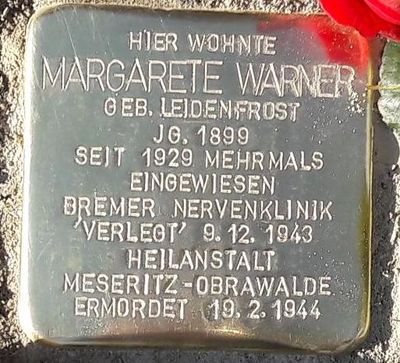 HIER WOHNTE
MARGARETE WARNER
GEB. LEIDENFROST
JG. 1899
SEIT 1929 MEHRMALS
EINGEWIESEN
BREMER NERVENKLINIK
'VERLEGT' 9.12.1943
HEILANSTALT
MESERITZ-OBRAWALDE
ERMORDET 19.2.1944